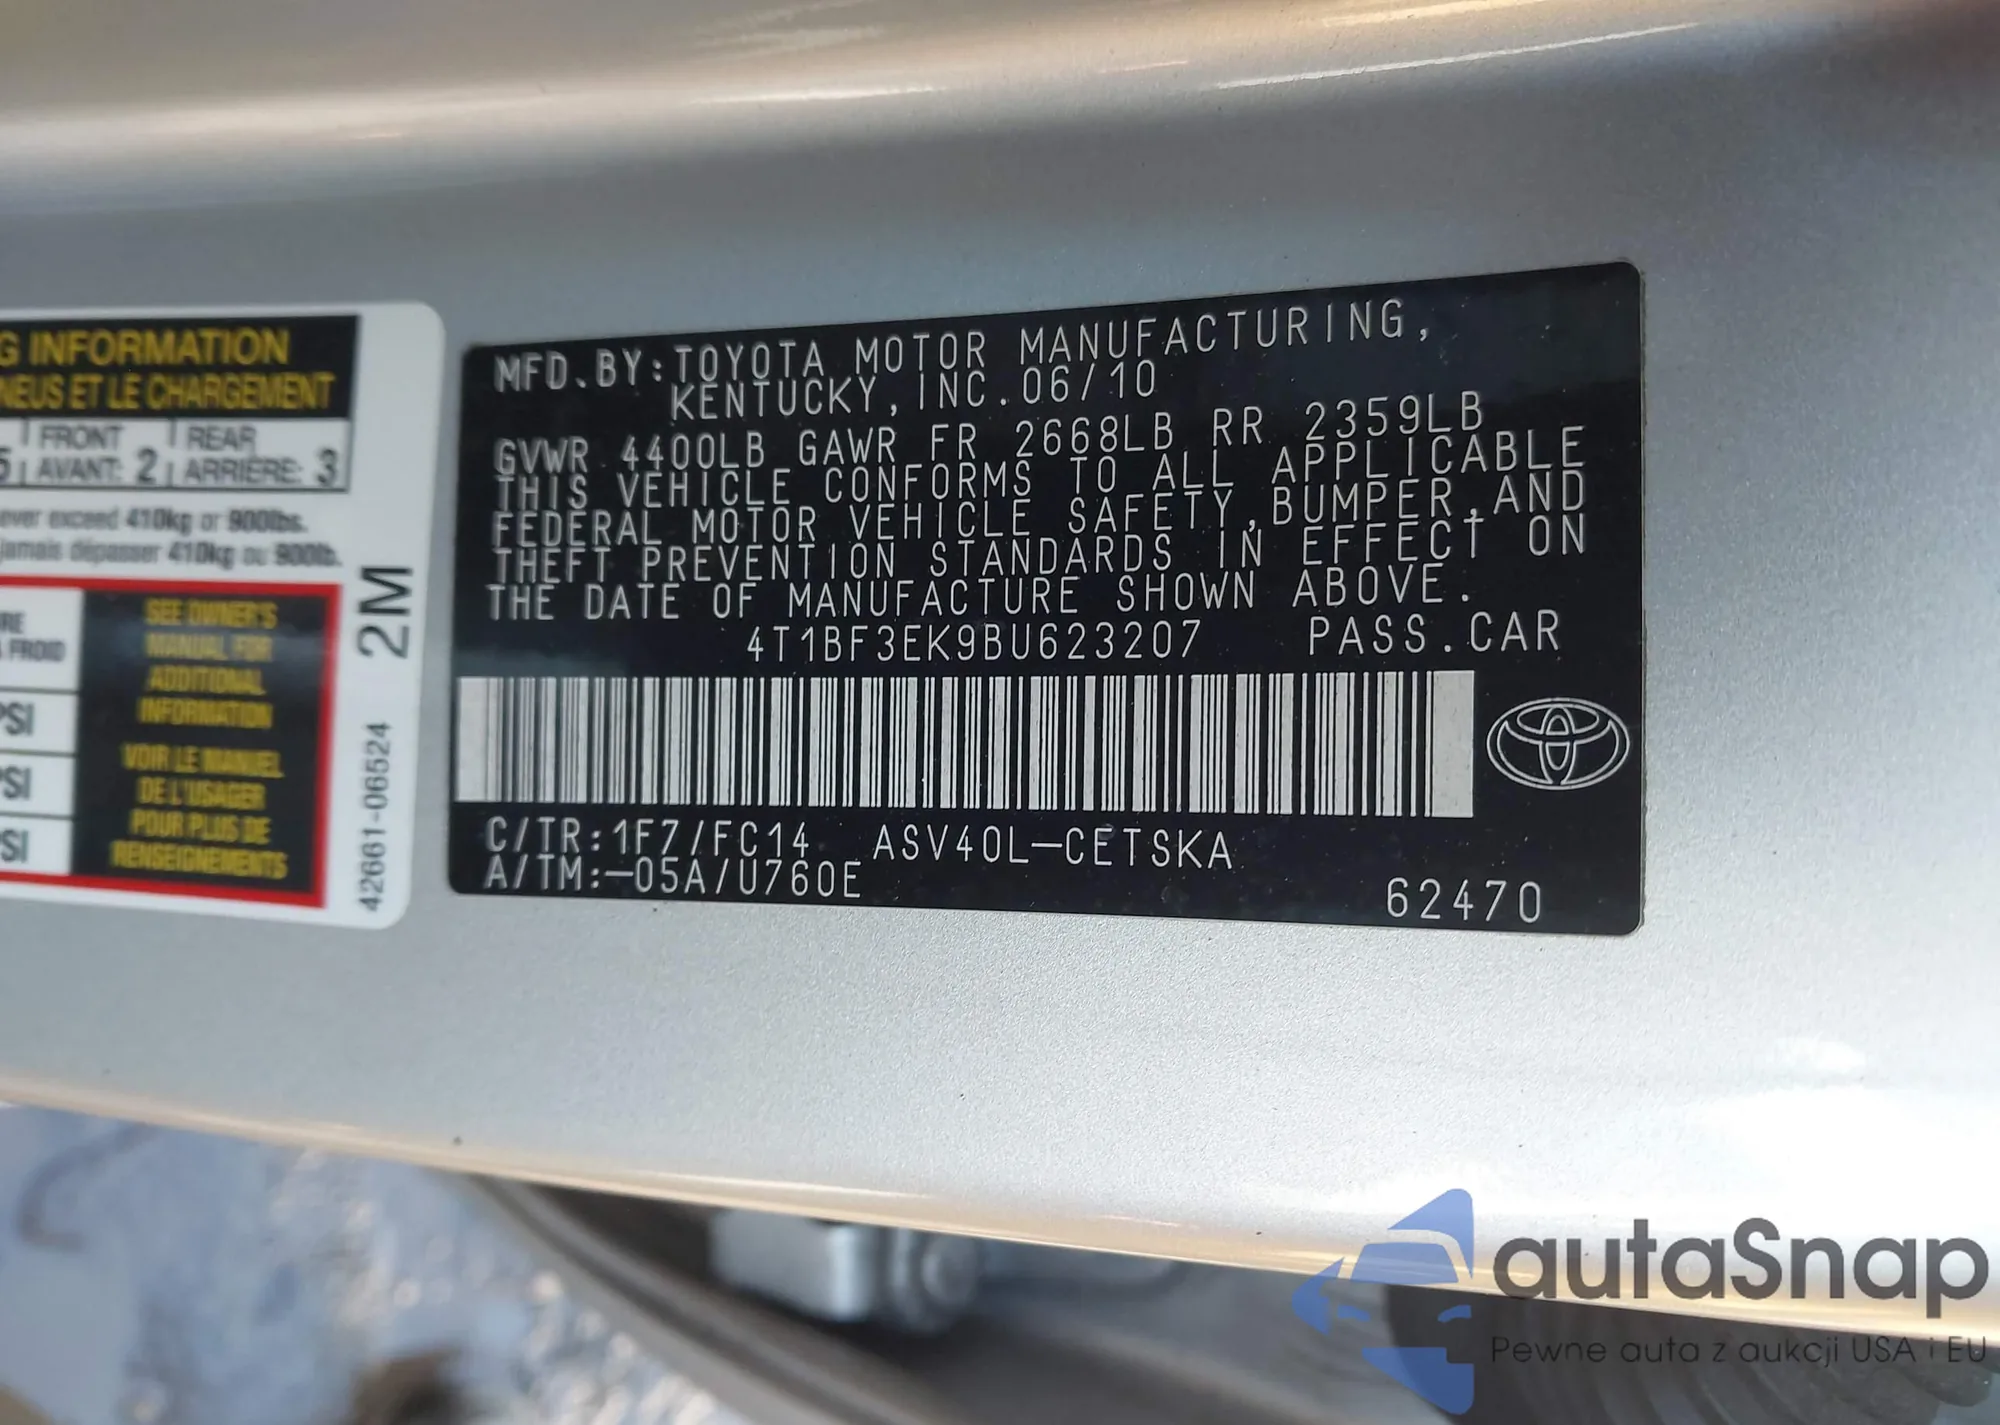 G INFORMATION
NEUS ET LE CHARGEMENT
5 FRONT AVANT: 2 REAR ARRIÈRE: 3
ever exceed 410kg or 900lbs.
jamais dépasser 410kg ou 900lb.
RE
À FROID
PSI
PSI
SI
SEE OWNER'S
MANUAL FOR
ADDITIONAL
INFORMATION
VOIR LE MANUEL
DE L'USAGER
POUR PLUS DE
RENSEIGNEMENTS
2M
42661-06524
MFD.BY:TOYOTA MOTOR MANUFACTURING,
KENTUCKY,INC.06/10
GVWR 4400LB GAWR FR 2668LB RR 2359LB
THIS VEHICLE CONFORMS TO ALL APPLICABLE
FEDERAL MOTOR VEHICLE SAFETY,BUMPER,AND
THEFT PREVENTION STANDARDS IN EFFECT ON
THE DATE OF MANUFACTURE SHOWN ABOVE.
4T1BF3EK9BU623207 PASS.CAR
C/TR:1F7/FC14 ASV40L-CETSKA
A/TM:-05A/U760E
62470
autaSnap
Pewne auta z aukcji USA i EU